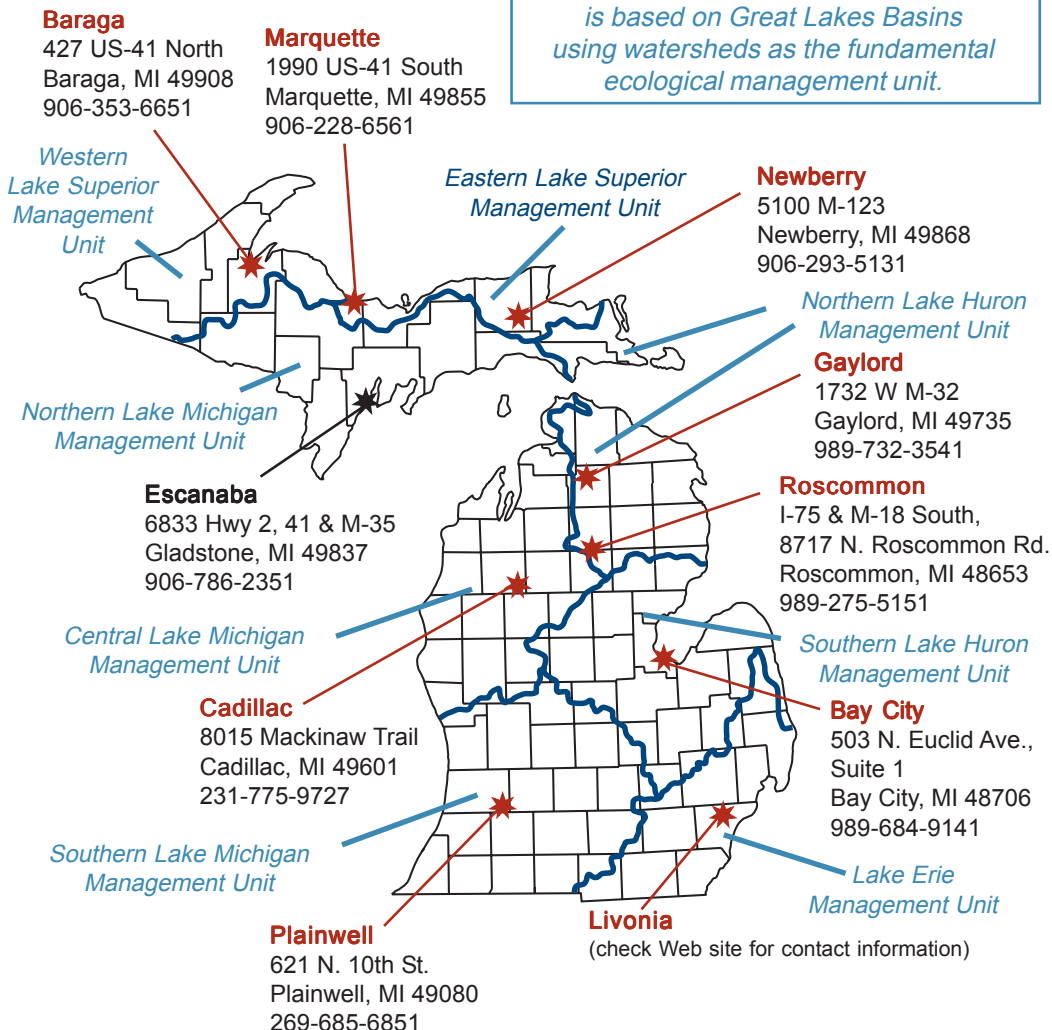 is based on Great Lakes Basins
using watersheds as the fundamental
ecological management unit.
Baraga
427 US-41 North
Baraga, MI 49908
906-353-6651
Marquette
1990 US-41 South
Marquette, MI 49855
906-228-6561
Western
Lake Superior
Management
Unit
Eastern Lake Superior
Management Unit
Newberry
5100 M-123
Newberry, MI 49868
906-293-5131
Northern Lake Huron
Management Unit
Gaylord
1732 W M-32
Gaylord, MI 49735
989-732-3541
Northern Lake Michigan
Management Unit
Escanaba
6833 Hwy 2, 41 & M-35
Gladstone, MI 49837
906-786-2351
Roscommon
I-75 & M-18 South,
8717 N. Roscommon Rd.
Roscommon, MI 48653
989-275-5151
Central Lake Michigan
Management Unit
Southern Lake Huron
Management Unit
Cadillac
8015 Mackinaw Trail
Cadillac, MI 49601
231-775-9727
Bay City
503 N. Euclid Ave.,
Suite 1
Bay City, MI 48706
989-684-9141
Southern Lake Michigan
Management Unit
Lake Erie
Management Unit
Plainwell
621 N. 10th St.
Plainwell, MI 49080
269-685-6851
Livonia
(check Web site for contact information)